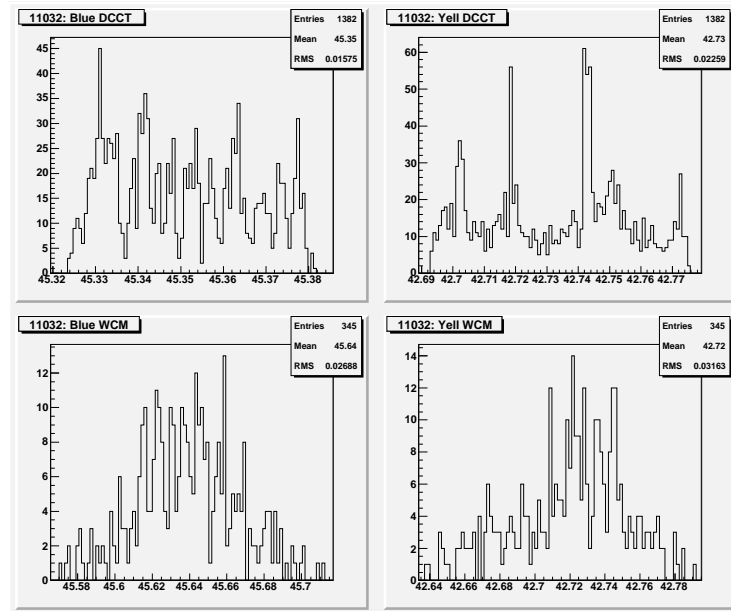 11032: Blue DCCT
Entries 1382
Mean 45.35
RMS 0.01575
45
40
35
30
25
20
15
10
5
0
45.32 45.33 45.34 45.35 45.36 45.37 45.38
11032: Yell DCCT
Entries 1382
Mean 42.73
RMS 0.02259
60
50
40
30
20
10
0
42.69 42.7 42.71 42.72 42.73 42.74 42.75 42.76 42.77
11032: Blue WCM
Entries 345
Mean 45.64
RMS 0.02688
12
10
8
6
4
2
0
45.58 45.6 45.62 45.64 45.66 45.68 45.7
11032: Yell WCM
Entries 345
Mean 42.72
RMS 0.03163
14
12
10
8
6
4
2
0
42.64 42.66 42.68 42.7 42.72 42.74 42.76 42.78